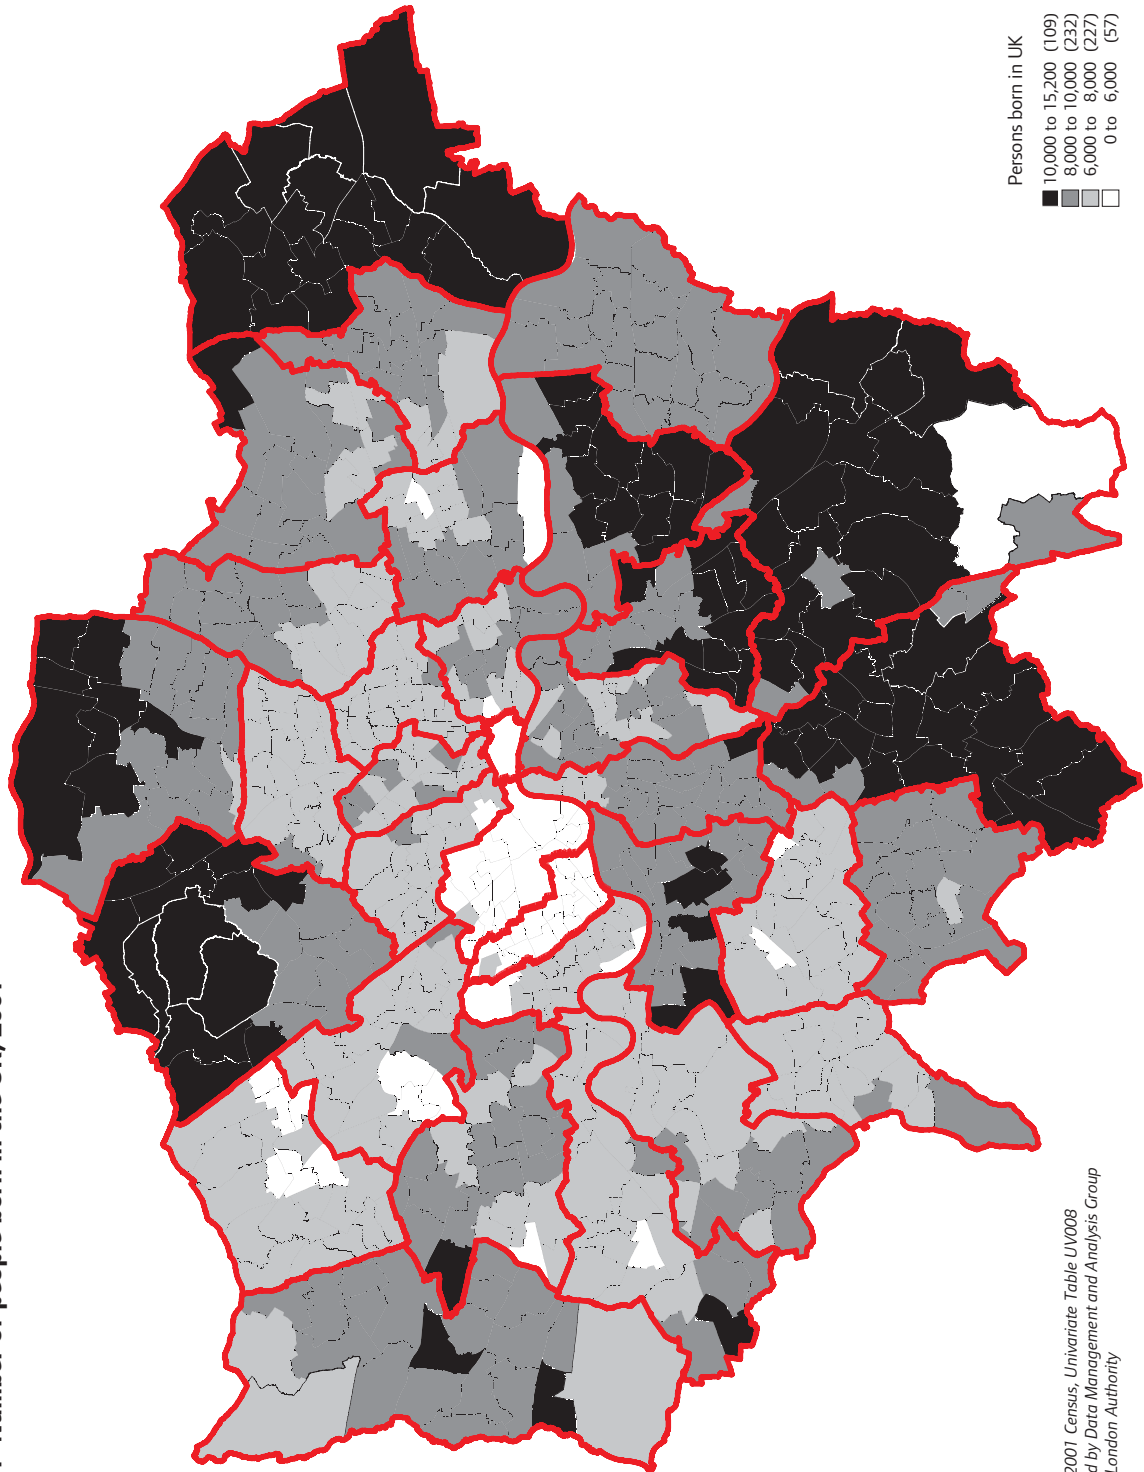 Persons born in UK
10,000 to 15,200 (109)
8,000 to 10,000 (232)
6,000 to 8,000 (227)
0 to 6,000 (57)
2001 Census, Univariate Table UV008
by Data Management and Analysis Group
London Authority